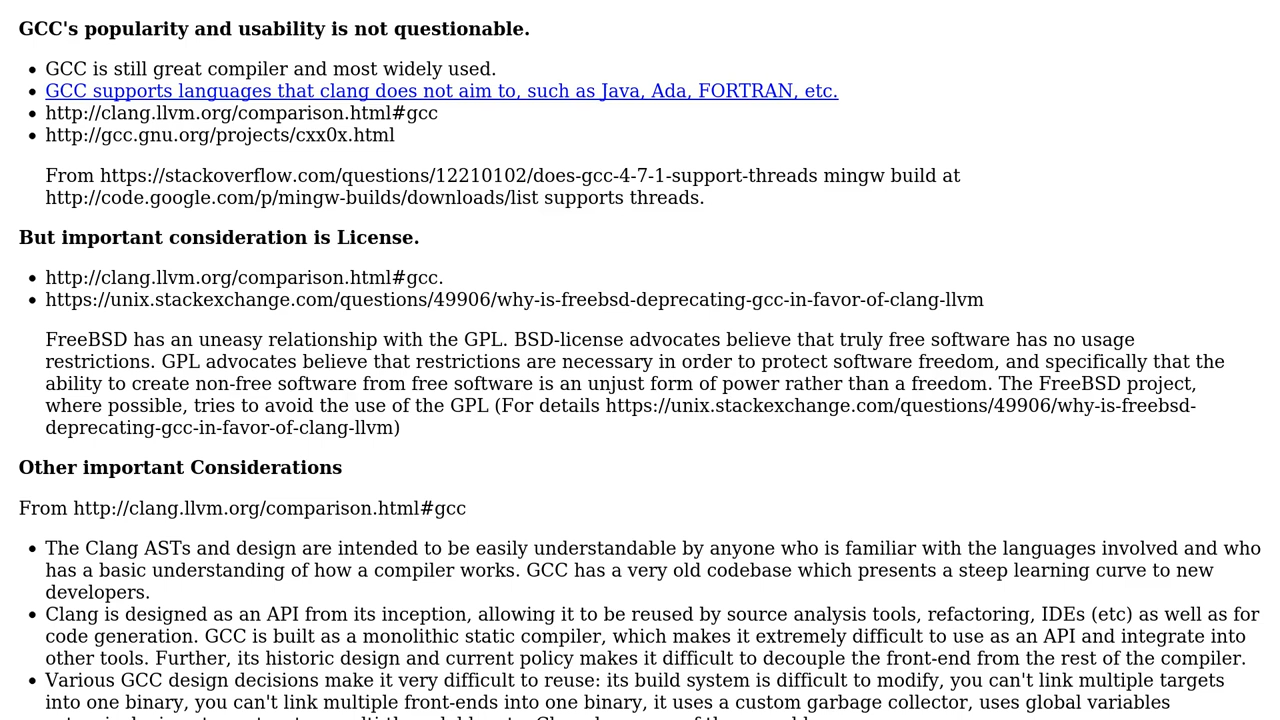 GCC's popularity and usability is not questionable.
• GCC is still great compiler and most widely used.
• GCC supports languages that clang does not aim to, such as Java, Ada, FORTRAN, etc.
• http://clang.llvm.org/comparison.html#gcc
• http://gcc.gnu.org/projects/cxx0x.html
From https://stackoverflow.com/questions/12210102/does-gcc-4-7-1-support-threads mingw build at
http://code.google.com/p/mingw-builds/downloads/list supports threads.
But important consideration is License.
• http://clang.llvm.org/comparison.html#gcc.
• https://unix.stackexchange.com/questions/49906/why-is-freebsd-deprecating-gcc-in-favor-of-clang-llvm
FreeBSD has an uneasy relationship with the GPL. BSD-license advocates believe that truly free software has no usage
restrictions. GPL advocates believe that restrictions are necessary in order to protect software freedom, and specifically that the
ability to create non-free software from free software is an unjust form of power rather than a freedom. The FreeBSD project,
where possible, tries to avoid the use of the GPL (For details https://unix.stackexchange.com/questions/49906/why-is-freebsd-
deprecating-gcc-in-favor-of-clang-llvm)
Other important Considerations
From http://clang.llvm.org/comparison.html#gcc
• The Clang ASTs and design are intended to be easily understandable by anyone who is familiar with the languages involved and who
has a basic understanding of how a compiler works. GCC has a very old codebase which presents a steep learning curve to new
developers.
• Clang is designed as an API from its inception, allowing it to be reused by source analysis tools, refactoring, IDEs (etc) as well as for
code generation. GCC is built as a monolithic static compiler, which makes it extremely difficult to use as an API and integrate into
other tools. Further, its historic design and current policy makes it difficult to decouple the front-end from the rest of the compiler.
• Various GCC design decisions make it very difficult to reuse: its build system is difficult to modify, you can't link multiple targets
into one binary, you can't link multiple front-ends into one binary, it uses a custom garbage collector, uses global variables